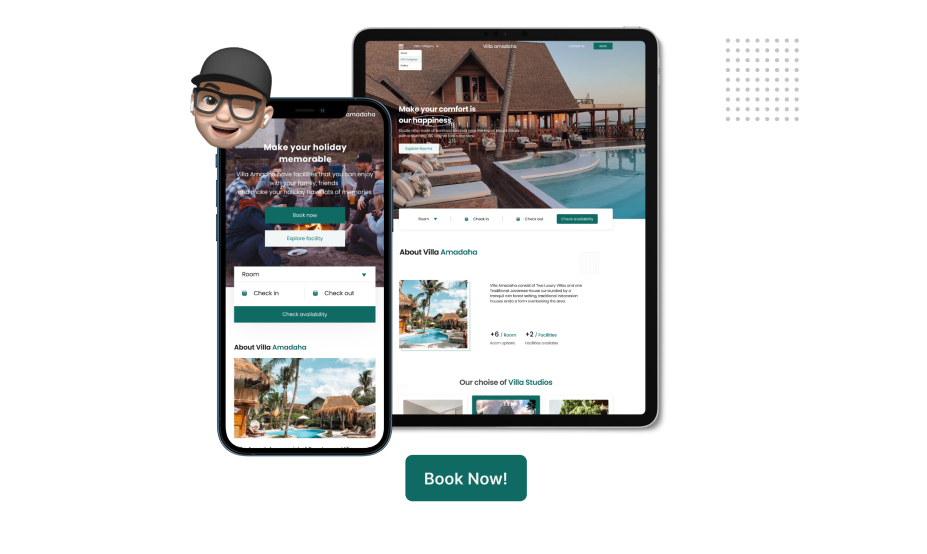 amadaha
Make your holiday
memorable
Villa Amadha have facilities that you can enjoy
with your family, friends
and make your holiday have lots of memories
Book now
Explore facility
Room
Check in
Check out
Check availability
About Villa Amadaha
Villa amadaha
Book
Make your comfort is
our happiness
Explore Rooms
Room
Check in
Check out
Check availability
About Villa Amadaha
Villa Amadaha consist of Two Luxury Villas and one
Traditional Javanese House surrounded by a
tranquil rain forest setting, traditional Indonesian
houses and a form overlooking the area.
+6 / Room
Room options
+2 / Facilities
Facilities available
Our choise of Villa Studios
Book Now!